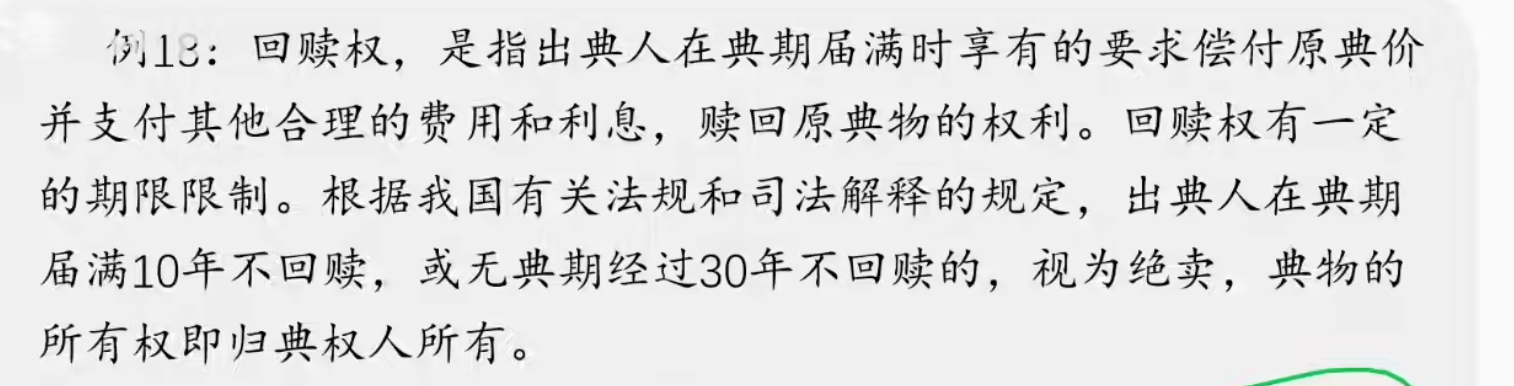 例13：回赎权，是指出典人在典期届满时享有的要求偿付原典价
并支付其他合理的费用和利息，赎回原典物的权利。回赎权有一定
的期限限制。根据我国有关法规和司法解释的规定，出典人在典期
届满10年不回赎，或无典期经过30年不回赎的，视为绝卖，典物的
所有权即归典权人所有。